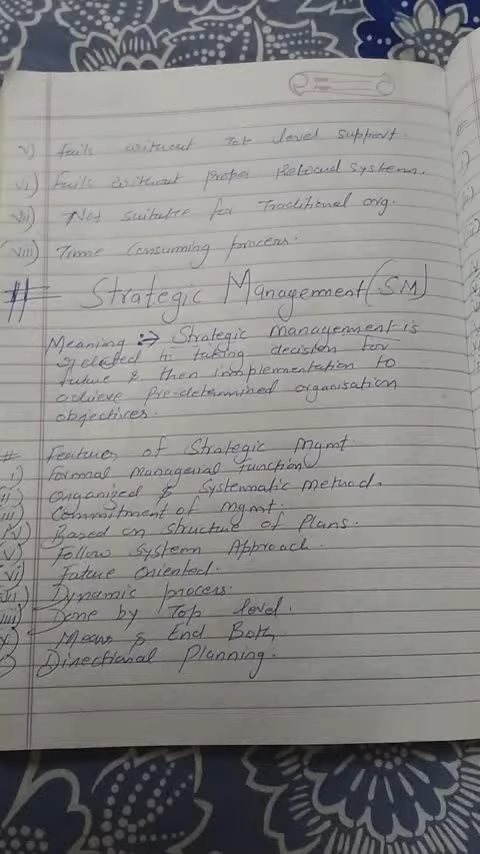 v) fails without Top level support.
vi) Fails without proper Reward System.
vii) Not suitable for Traditional org.
viii) Time Consuming process.
# Strategic Management (SM)
Meaning :-> Strategic management is
related to taking decision for
future & then implementation to
achieve Pre-determined organisation
objectives.
# Features of Strategic Mgmt
i) Formal managerial function
ii) Organized & Systematic method.
iii) Commitment of mgmt.
iv) Based on structure of Plans.
v) Follow System Approach.
vi) Future Oriented.
vii) Dynamic process.
viii) Done by Top level.
Means & End Both
Directional Planning.